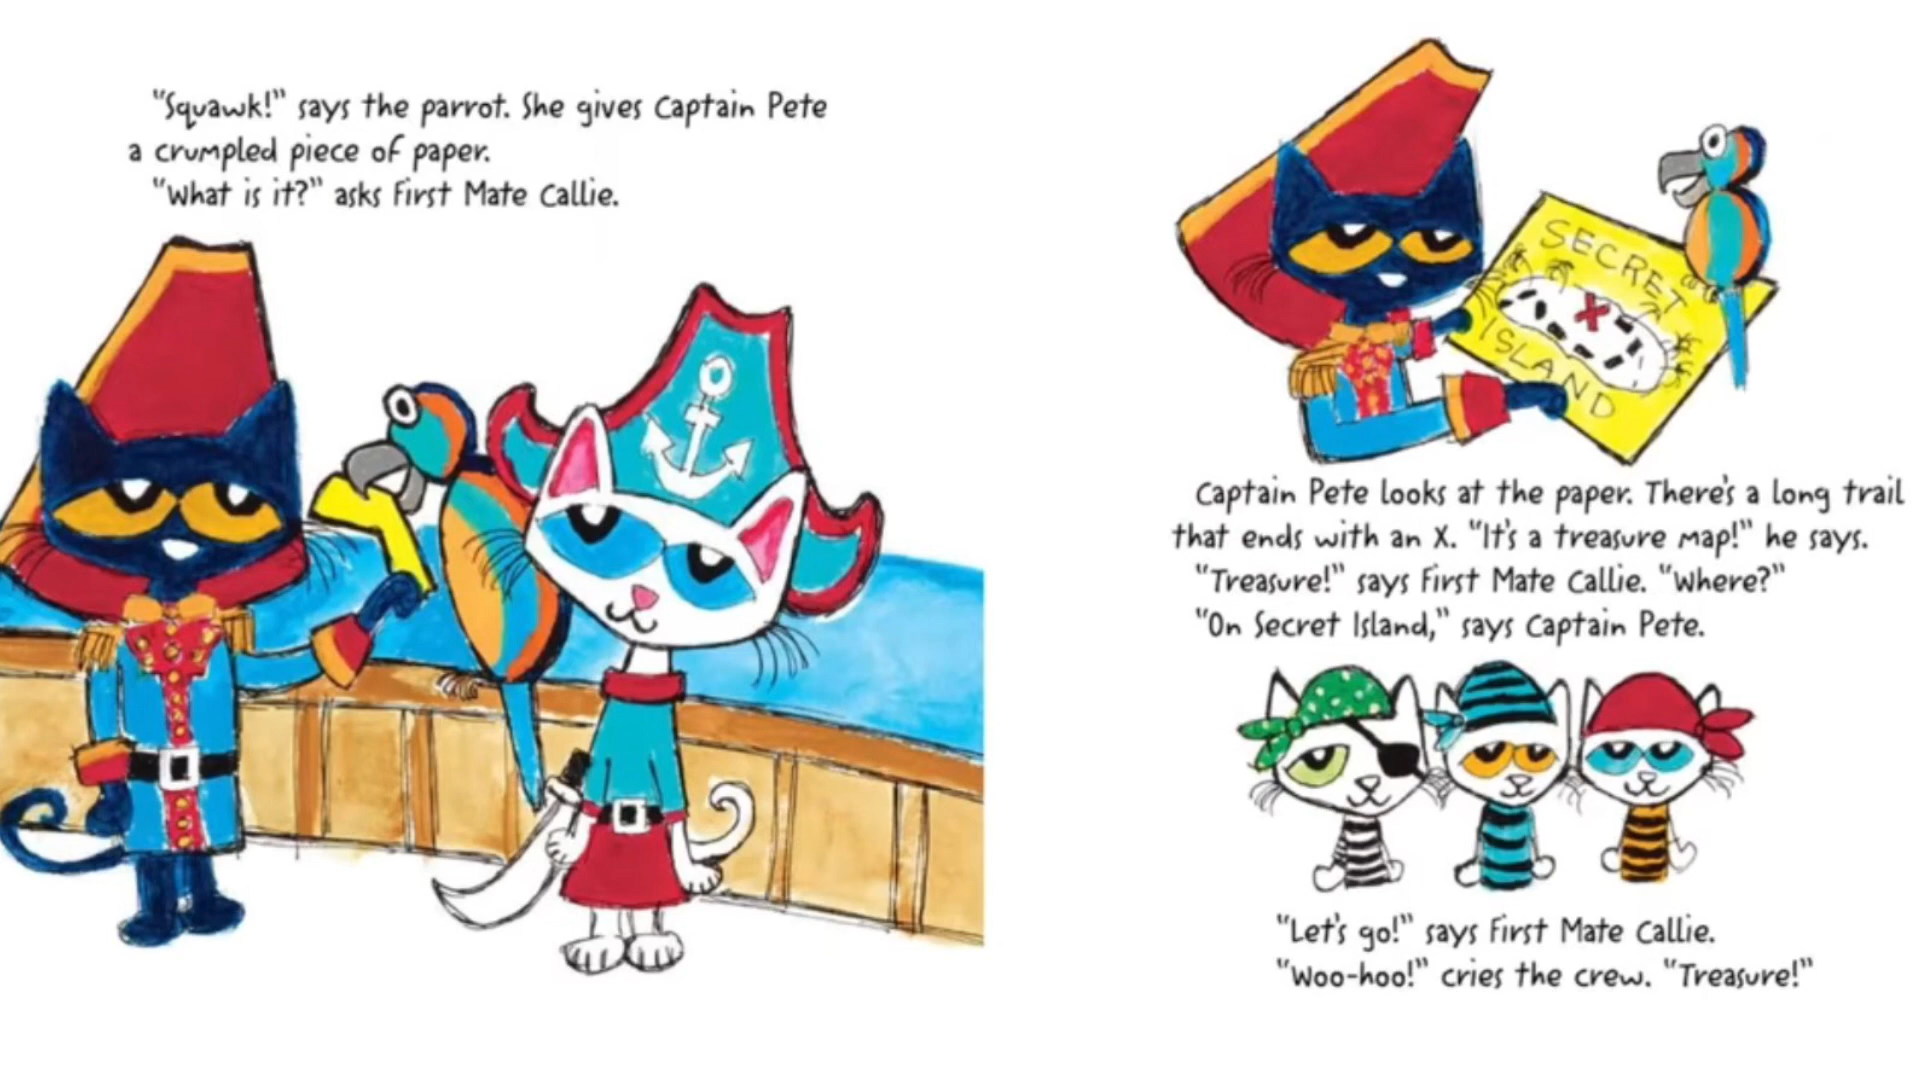 "Squawk!" says the parrot. She gives Captain Pete
a crumpled piece of paper.
"What is it?" asks First Mate Callie.
SECRET
ISLAND
Captain Pete looks at the paper. There's a long trail
that ends with an X. "It's a treasure map!" he says.
"Treasure!" says First Mate Callie. "Where?"
"On Secret Island," says Captain Pete.
"Let's go!" says First Mate Callie.
"Woo-hoo!" cries the crew. "Treasure!"